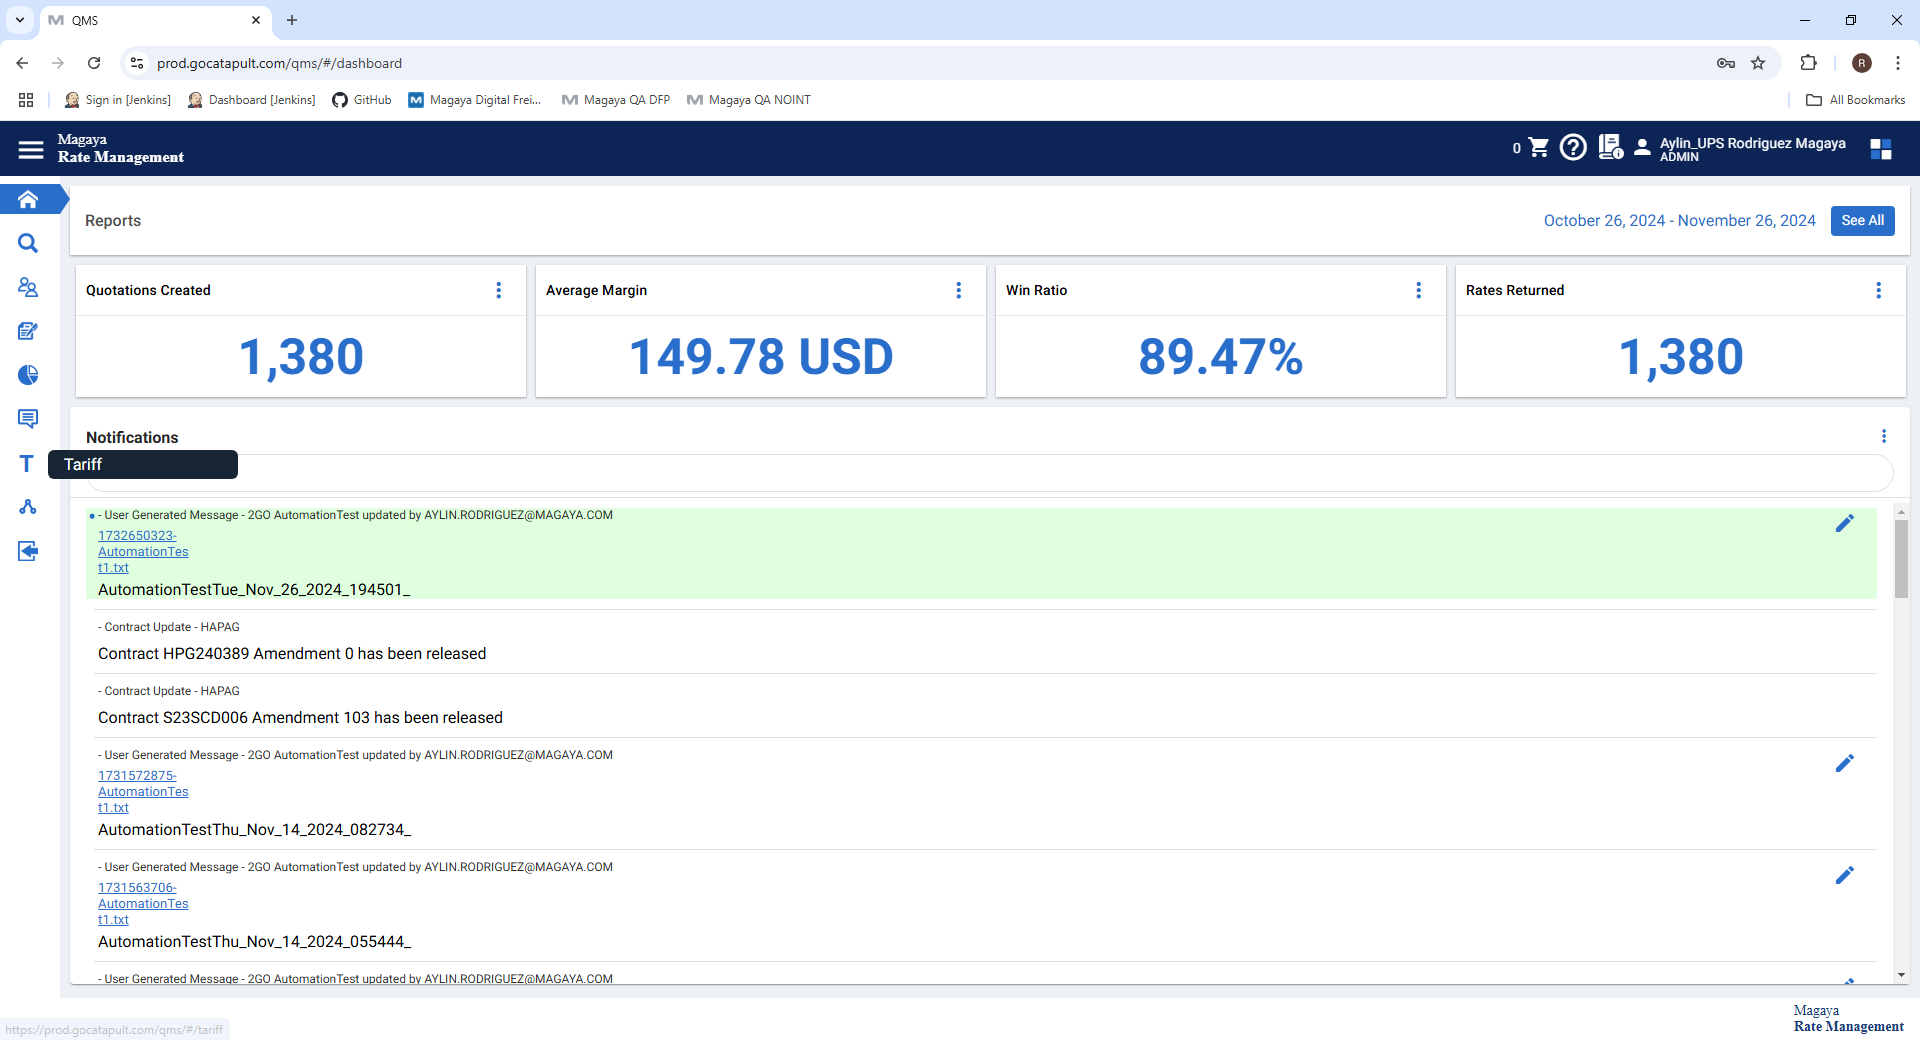 QMS
prod.gocatapult.com/qms/#/dashboard
R
Sign in [Jenkins]
Dashboard [Jenkins]
GitHub
Magaya Digital Frei...
Magaya QA DFP
Magaya QA NOINT
All Bookmarks
Magaya
Rate Management
0
Aylin_UPS Rodriguez Magaya
ADMIN
Reports
October 26, 2024 - November 26, 2024
See All
Quotations Created
1,380
Average Margin
149.78 USD
Win Ratio
89.47%
Rates Returned
1,380
Notifications
T
Tariff
- User Generated Message - 2GO AutomationTest updated by AYLIN.RODRIGUEZ@MAGAYA.COM
1732650323-
AutomationTes
t1.txt
AutomationTestTue_Nov_26_2024_194501_
- Contract Update - HAPAG
Contract HPG240389 Amendment 0 has been released
- Contract Update - HAPAG
Contract S23SCD006 Amendment 103 has been released
- User Generated Message - 2GO AutomationTest updated by AYLIN.RODRIGUEZ@MAGAYA.COM
1731572875-
AutomationTes
t1.txt
AutomationTestThu_Nov_14_2024_082734_
- User Generated Message - 2GO AutomationTest updated by AYLIN.RODRIGUEZ@MAGAYA.COM
1731563706-
AutomationTes
t1.txt
AutomationTestThu_Nov_14_2024_055444_
- User Generated Message - 2GO AutomationTest updated by AYLIN.RODRIGUEZ@MAGAYA.COM
Magaya
Rate Management
https://prod.gocatapult.com/qms/#/tariff